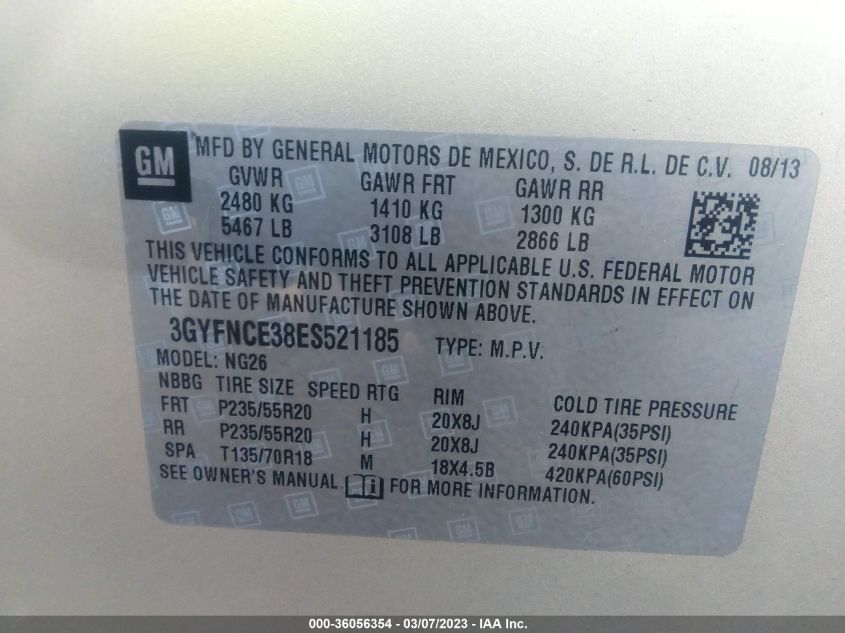 GM
MFD BY GENERAL MOTORS DE MEXICO, S. DE R.L. DE C.V. 08/13
GVWR GAWR FRT GAWR RR
2480 KG 1410 KG 1300 KG
5467 LB 3108 LB 2866 LB
THIS VEHICLE CONFORMS TO ALL APPLICABLE U.S. FEDERAL MOTOR
VEHICLE SAFETY AND THEFT PREVENTION STANDARDS IN EFFECT ON
THE DATE OF MANUFACTURE SHOWN ABOVE.
3GYFNCE38ES521185 TYPE: M.P.V.
MODEL: NG26
NBBG TIRE SIZE SPEED RTG RIM COLD TIRE PRESSURE
FRT P235/55R20 H 20X8J 240KPA(35PSI)
RR P235/55R20 H 20X8J 240KPA(35PSI)
SPA T135/70R18 M 18X4.5B 420KPA(60PSI)
SEE OWNER'S MANUAL FOR MORE INFORMATION.
000-36056354 - 03/07/2023 - IAA Inc.